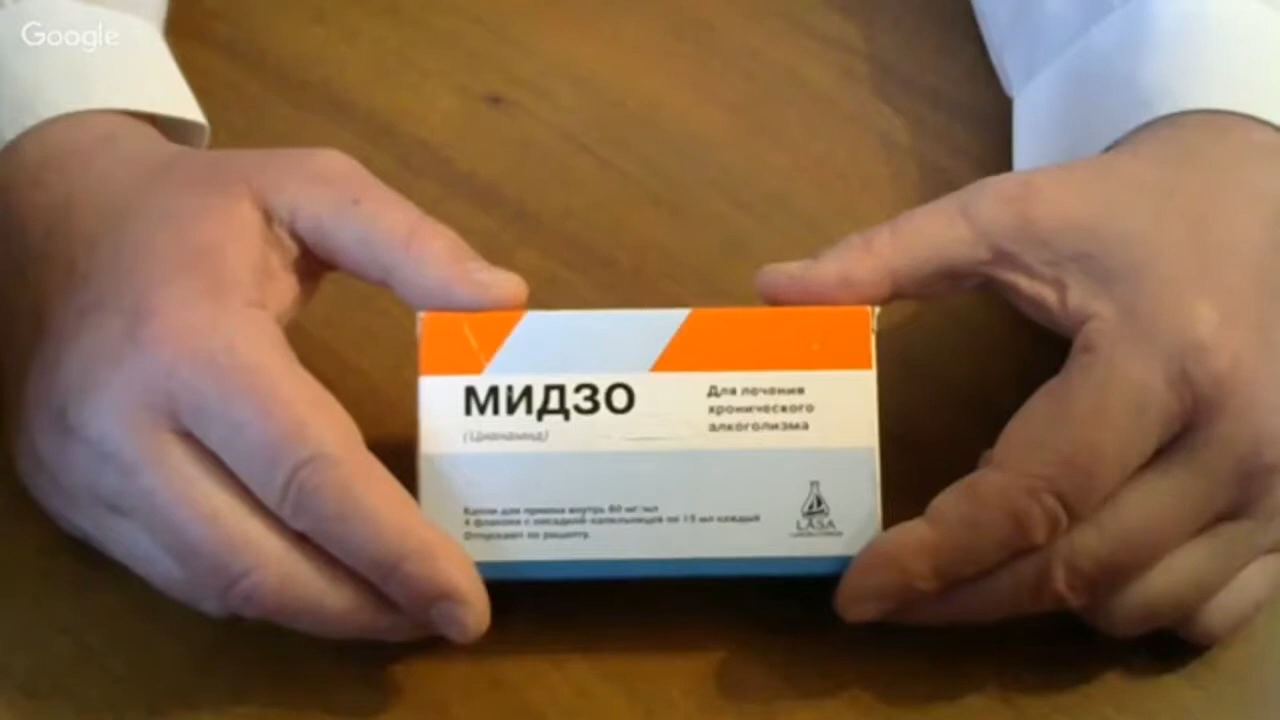 Google
МИДЗО
(Цианамид)
Для лечения
хронического
алкоголизма
Капли для приема внутрь 60 мг/мл
4 флакона с насадкой-капельницей по 15 мл каждый
Отпускают по рецепту.
LASA